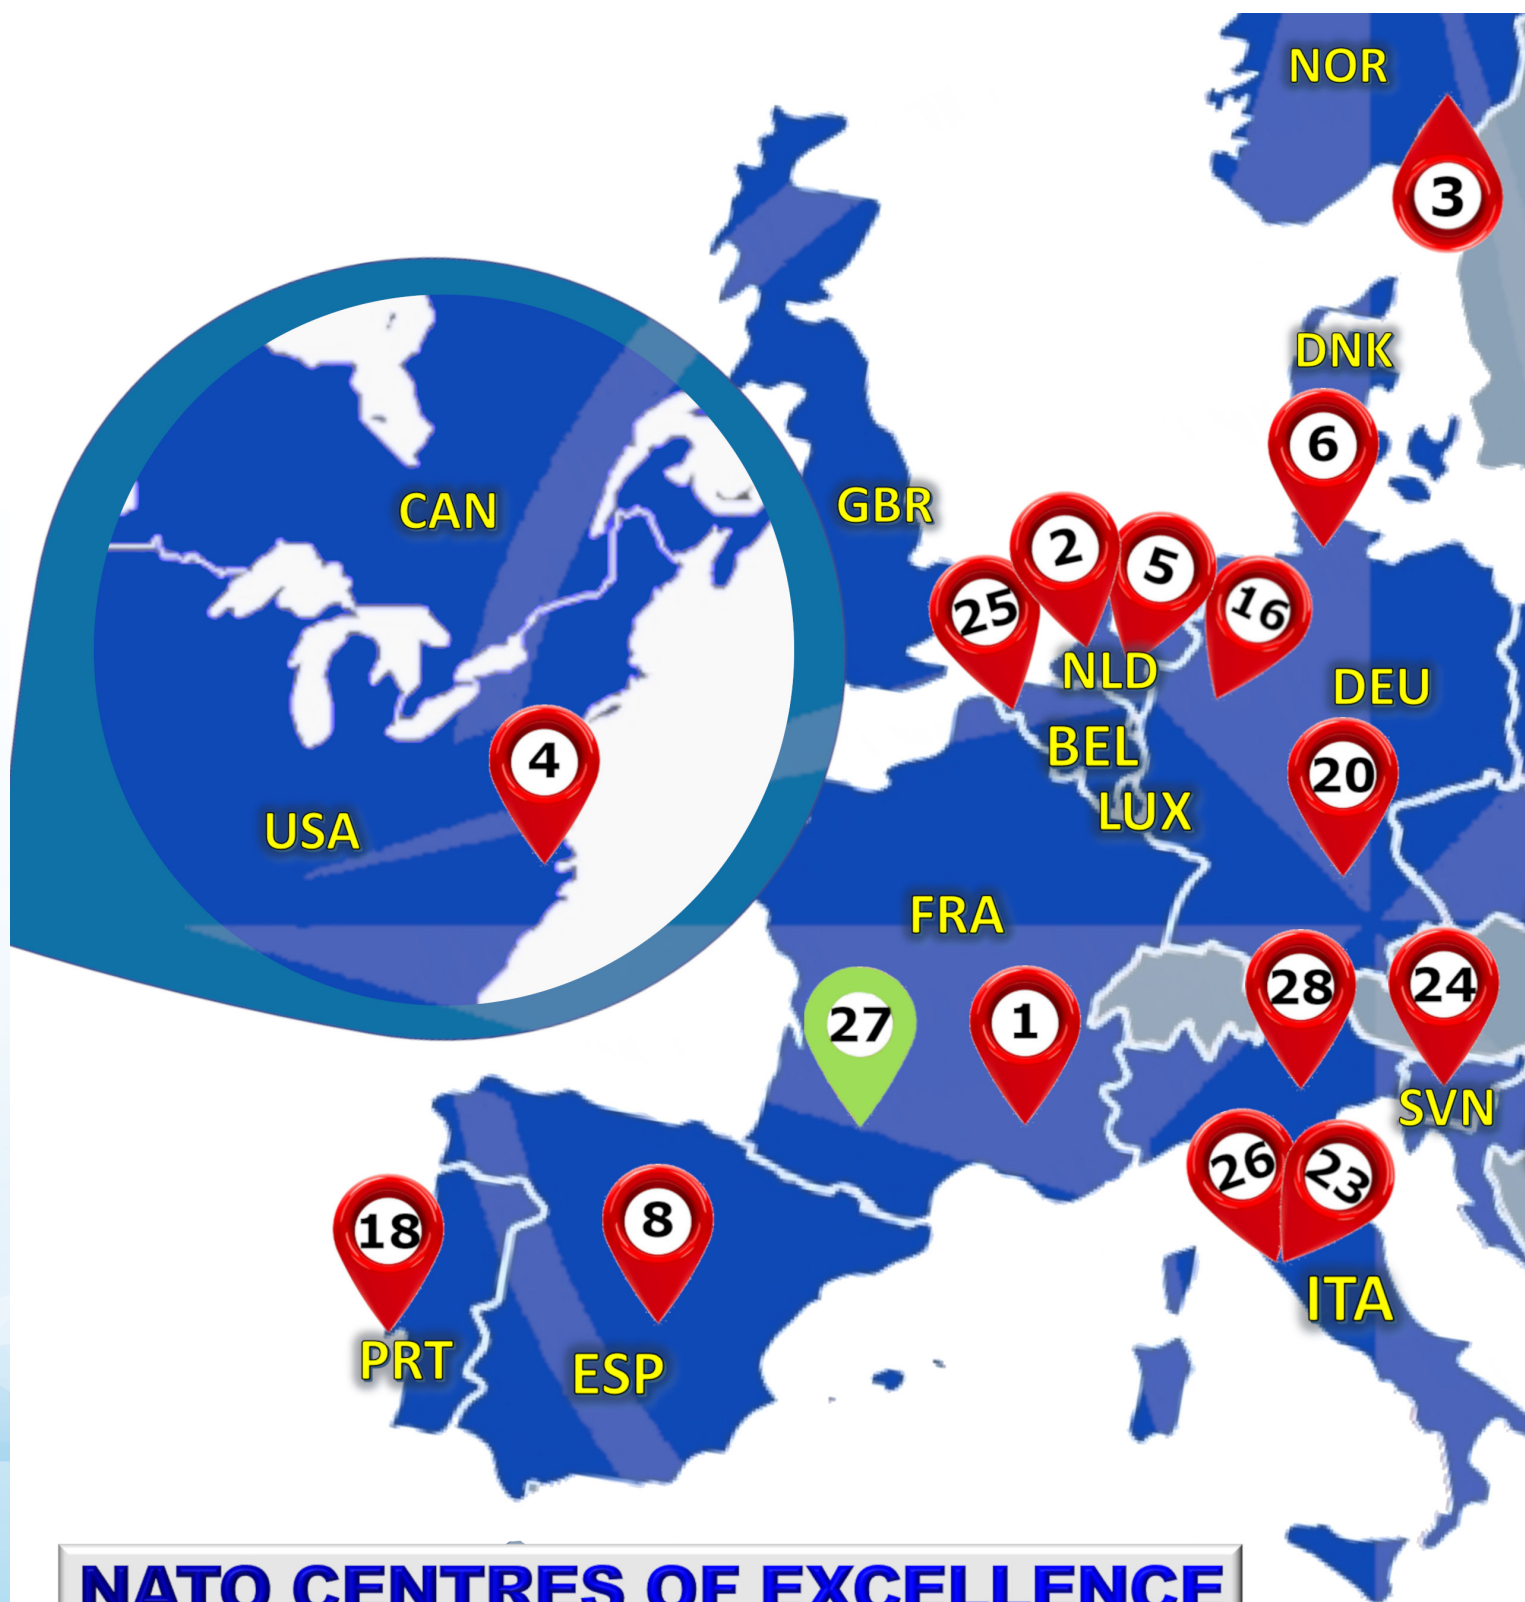 NOR
3
DNK
6
CAN
GBR
2
5
25
16
NLD
DEU
BEL
4
20
LUX
USA
FRA
28
24
27
1
SVN
26
23
18
8
ITA
PRT
ESP
NATO CENTRES OF EXCELLENCE